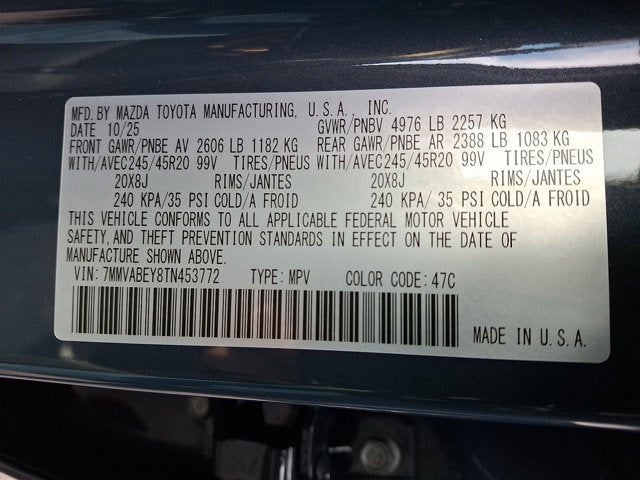 MFD. BY MAZDA TOYOTA MANUFACTURING, U.S.A. INC.
DATE 10/25 GVWR/PNBV 4976 LB 2257 KG
FRONT GAWR/PNBE AV 2606 LB 1182 KG REAR GAWR/PNBE AR 2388 LB 1083 KG
WITH/AVEC245/45R20 99V TIRES/PNEUS WITH/AVEC245/45R20 99V TIRES/PNEUS
20X8J RIMS/JANTES 20X8J RIMS/JANTES
240 KPA/35 PSI COLD/A FROID 240 KPA/ 35 PSI COLD/A FROID
THIS VEHICLE CONFORMS TO ALL APPLICABLE FEDERAL MOTOR VEHICLE
SAFETY, AND THEFT PREVENTION STANDARDS IN EFFECT ON THE DATE OF
MANUFACTURE SHOWN ABOVE.
VIN: 7MMVABEY8TN453772 TYPE: MPV COLOR CODE: 47C
MADE IN U.S.A.